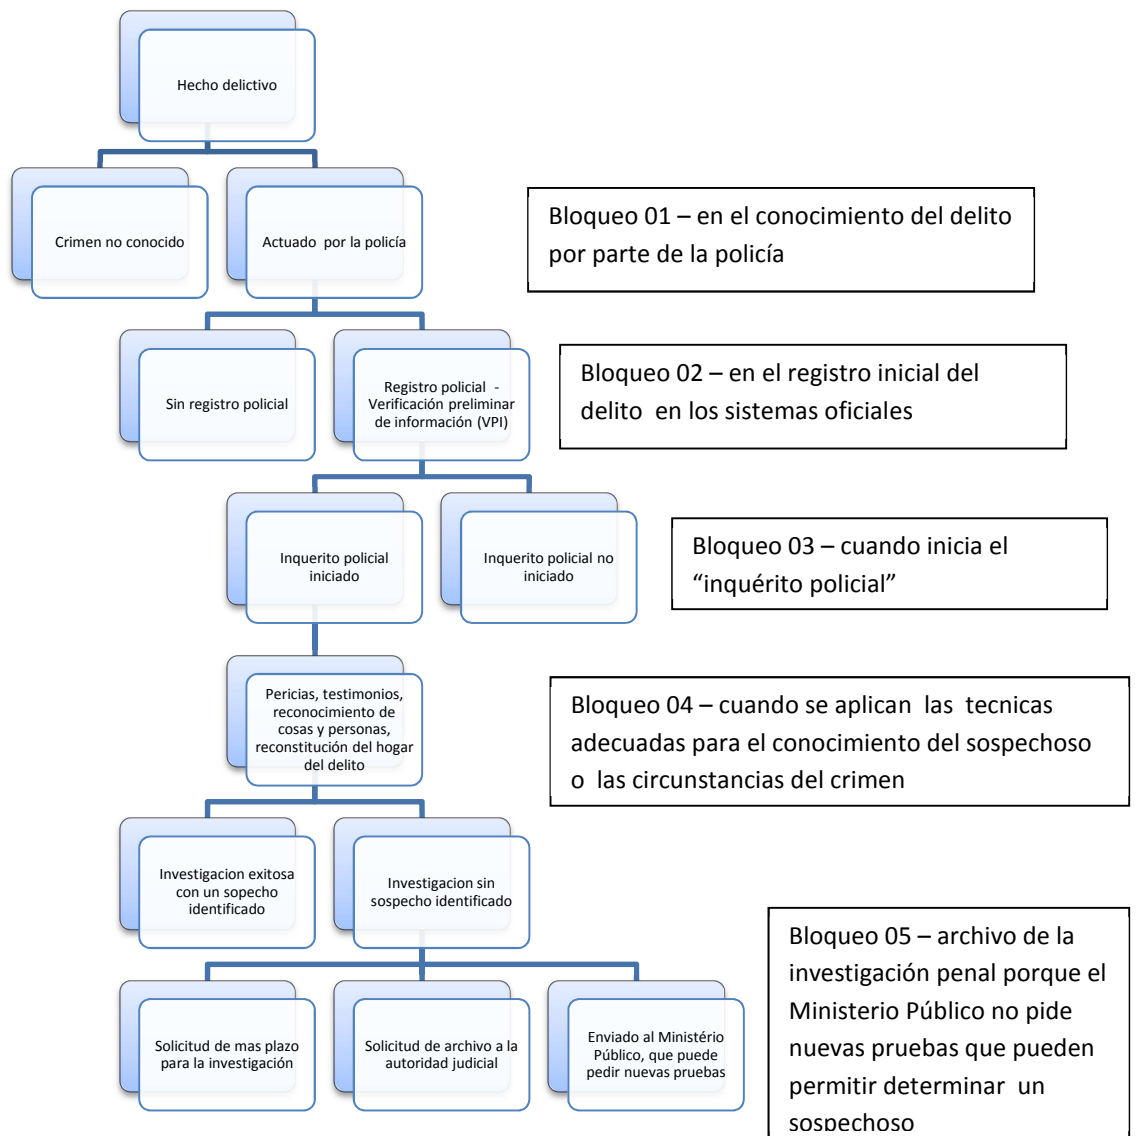 Hecho delictivo
Crimen no conocido
Actuado por la policía
Bloqueo 01 – en el conocimiento del delito
por parte de la policía
Sin registro policial
Registro policial -
Verificación preliminar
de información (VPI)
Bloqueo 02 – en el registro inicial del
delito en los sistemas oficiales
Inquerito policial
iniciado
Inquerito policial no
iniciado
Bloqueo 03 – cuando inicia el
“inquérito policial”
Pericias, testimonios,
reconocimiento de
cosas y personas,
reconstitución del hogar
del delito
Bloqueo 04 – cuando se aplican las tecnicas
adecuadas para el conocimiento del sospechoso
o las circunstancias del crimen
Investigacion exitosa
con un sopecho
identificado
Investigacion sin
sospecho identificado
Bloqueo 05 – archivo de la
investigación penal porque el
Ministerio Público no pide
nuevas pruebas que pueden
permitir determinar un
sospechoso
Solicitud de mas plazo
para la investigación
Solicitud de archivo a la
autoridad judicial
Enviado al Ministério
Público, que puede
pedir nuevas pruebas